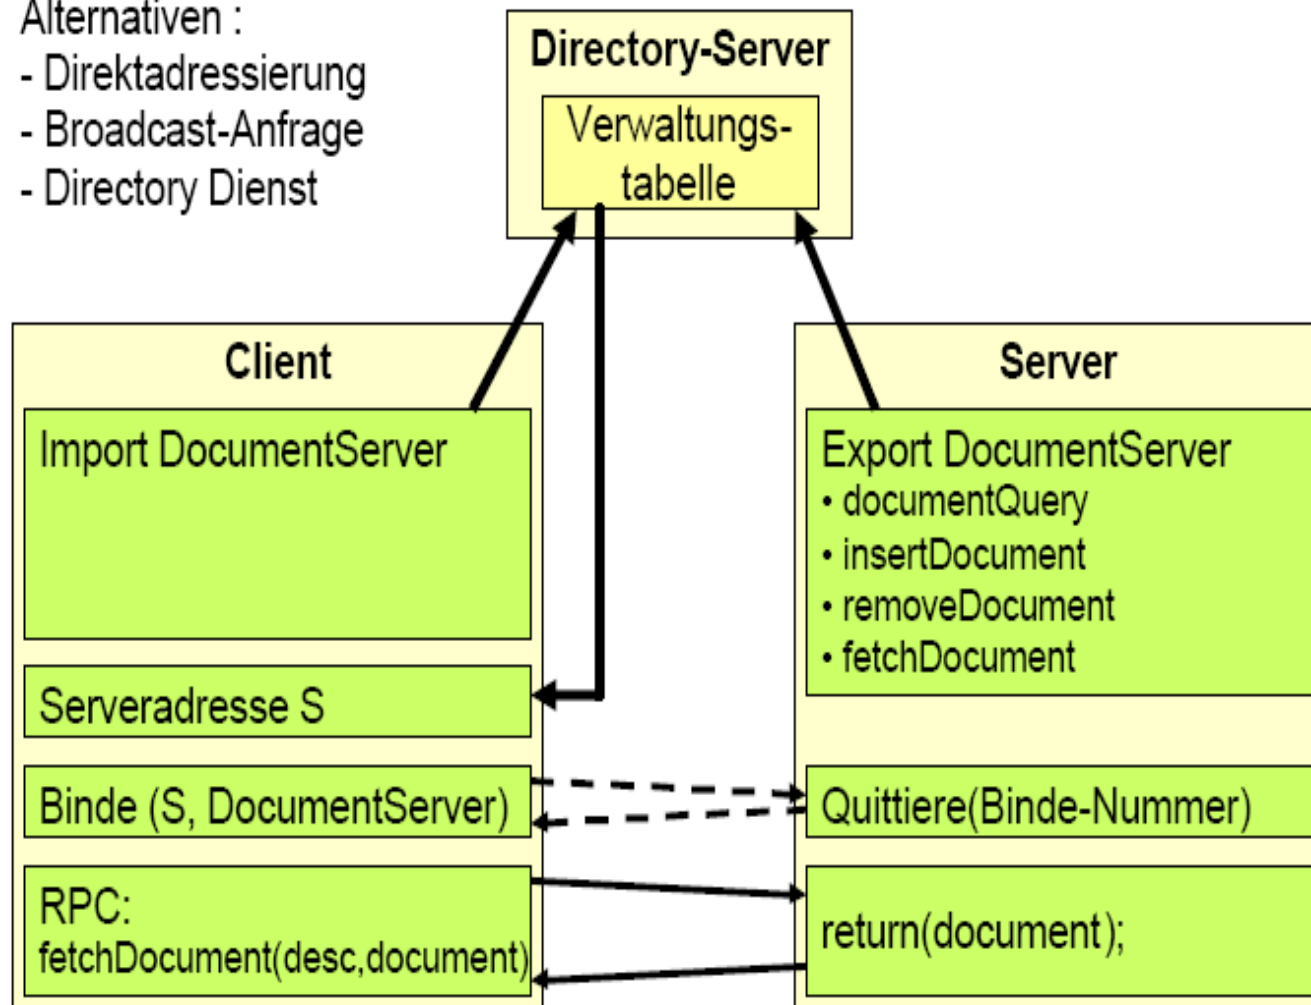 Alternativen :
- Direktadressierung
- Broadcast-Anfrage
- Directory Dienst
Directory-Server
Verwaltungs-
tabelle
Client
Import DocumentServer
Serveradresse S
Binde (S, DocumentServer)
RPC:
fetchDocument(desc,document)
Server
Export DocumentServer
• documentQuery
• insertDocument
• removeDocument
• fetchDocument
Quittiere(Binde-Nummer)
return(document);